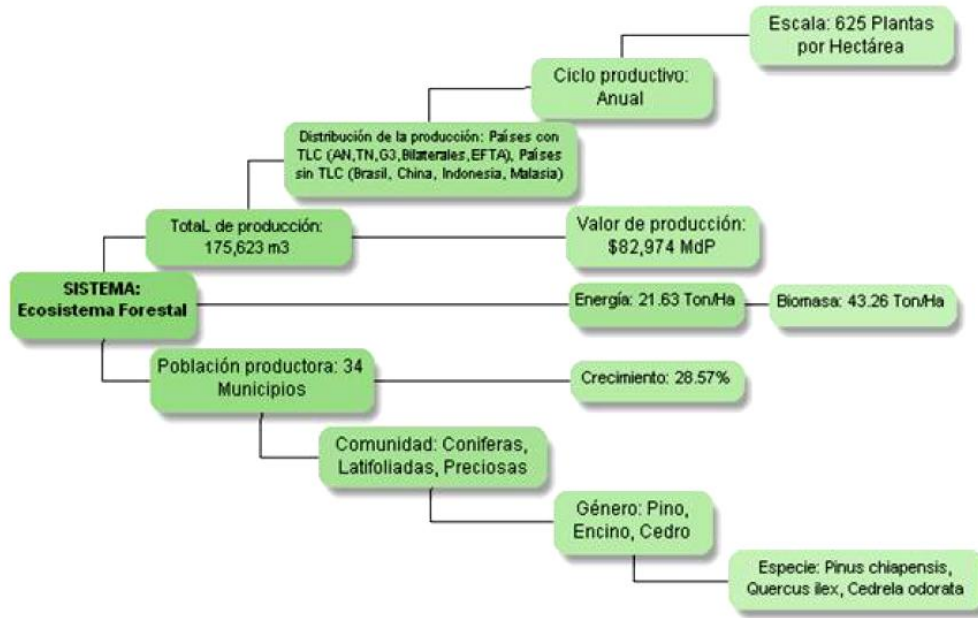 Escala: 625 Plantas
por Hectárea
Ciclo productivo:
Anual
Distribución de la producción: Países con
TLC (AN,TN,G3,Bilaterales,EFTA), Países
sin TLC (Brasil, China, Indonesia, Malasia)
TotaL de producción:
175,623 m3
Valor de producción:
$82,974 MdP
SISTEMA:
Ecosistema Forestal
Energía: 21.63 Ton/Ha
Biomasa: 43.26 Ton/Ha
Población productora: 34
Municipios
Crecimiento: 28.57%
Comunidad: Coniferas,
Latifoliadas, Preciosas
Género: Pino,
Encino, Cedro
Especie: Pinus chiapensis,
Quercus ilex, Cedrela odorata